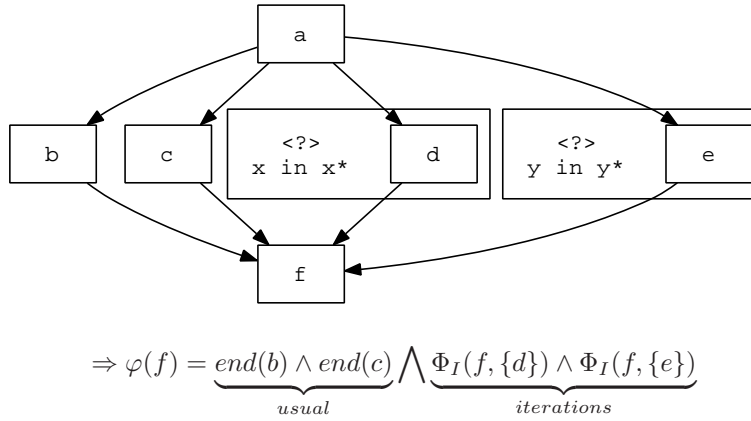 a
b
c
<?>
x in x*
d
<?>
y in y*
e
f
⇒ φ(f) = end(b) ∧ end(c) ⋀ Φ_I(f, {d}) ∧ Φ_I(f, {e})
usual iterations